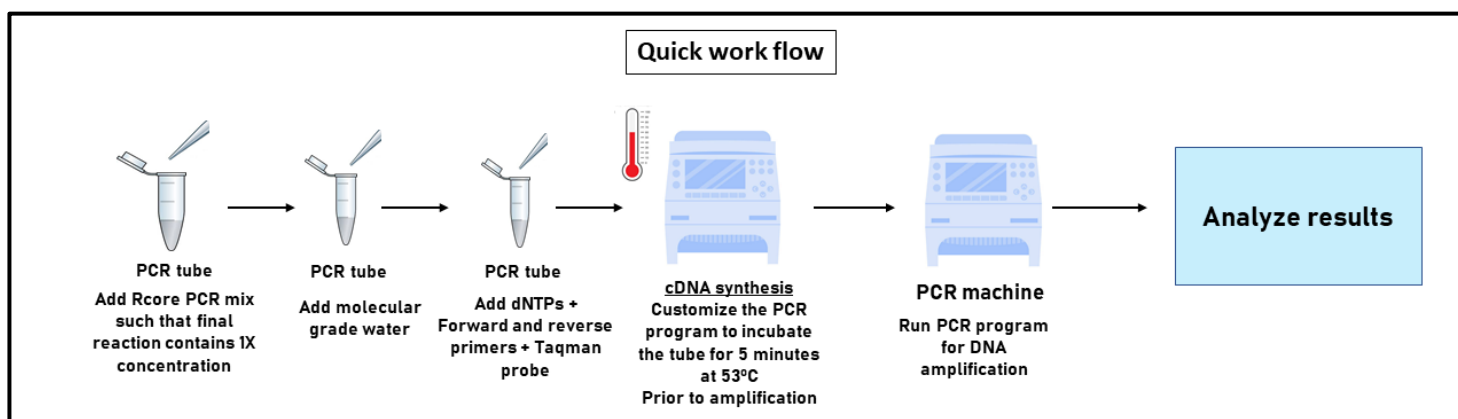 Quick work flow
PCR tube
Add Rcore PCR mix
such that final
reaction contains 1X
concentration
PCR tube
Add molecular
grade water
PCR tube
Add dNTPs +
Forward and reverse
primers + Taqman
probe
cDNA synthesis
Customize the PCR
program to incubate
the tube for 5 minutes
at 53ºC
Prior to amplification
PCR machine
Run PCR program
for DNA
amplification
Analyze results